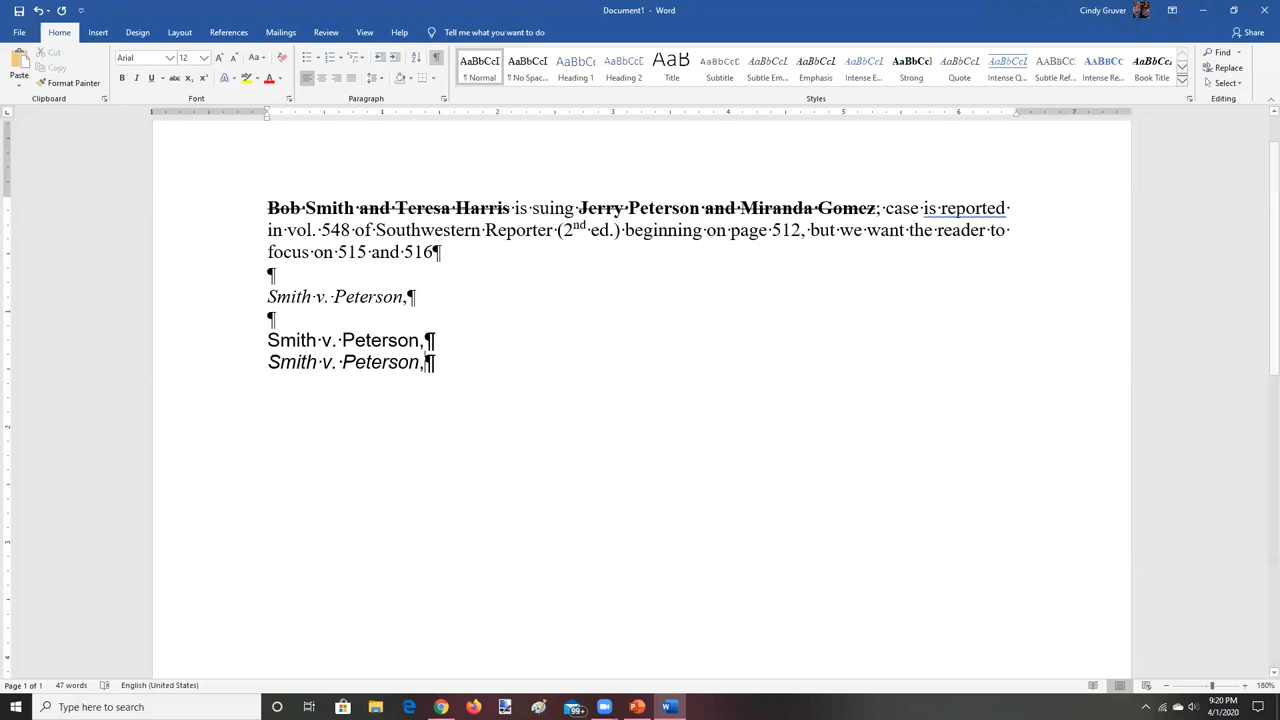 Document1 - Word
Cindy Gruver
File Home Insert Draw Design Layout References Mailings Review View Help Tell me what you want to do Share
Paste Cut Copy Format Painter
Arial 12
AaBbCcI AaBbCcI AaBbCc AaBbCcI AaB AaBbCcD AaBbCcI AaBbCcI AaBbCcI AaBbCcI AaBbCcI AaBbCcI AaBbCc AaBbCcI AaBbCcI
¶ Normal ¶ No Spac... Heading 1 Heading 2 Title Subtitle Subtle Em... Emphasis Intense E... Strong Quote Intense Q... Subtle Ref... Intense Re... Book Title
Find Replace Select
Clipboard Font Paragraph Styles Editing
Bob Smith and Teresa Harris is suing Jerry Peterson and Miranda Gomez; case is reported
in vol. 548 of Southwestern Reporter (2nd ed.) beginning on page 512, but we want the reader to
focus on 515 and 516¶
¶
Smith v. Peterson,¶
¶
Smith v. Peterson,¶
Smith v. Peterson,¶
Page 1 of 1 47 words English (United States) 180%
Type here to search 99+ 9:20 PM
4/1/2020